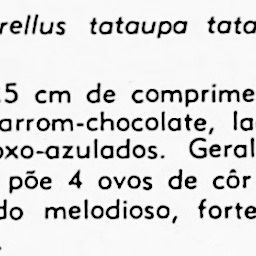 rellus tataupa tata
.5 cm de comprime
arrom-chocolate, la
oxo-azulados. Geral
põe 4 ovos de côr
do melodioso, forte